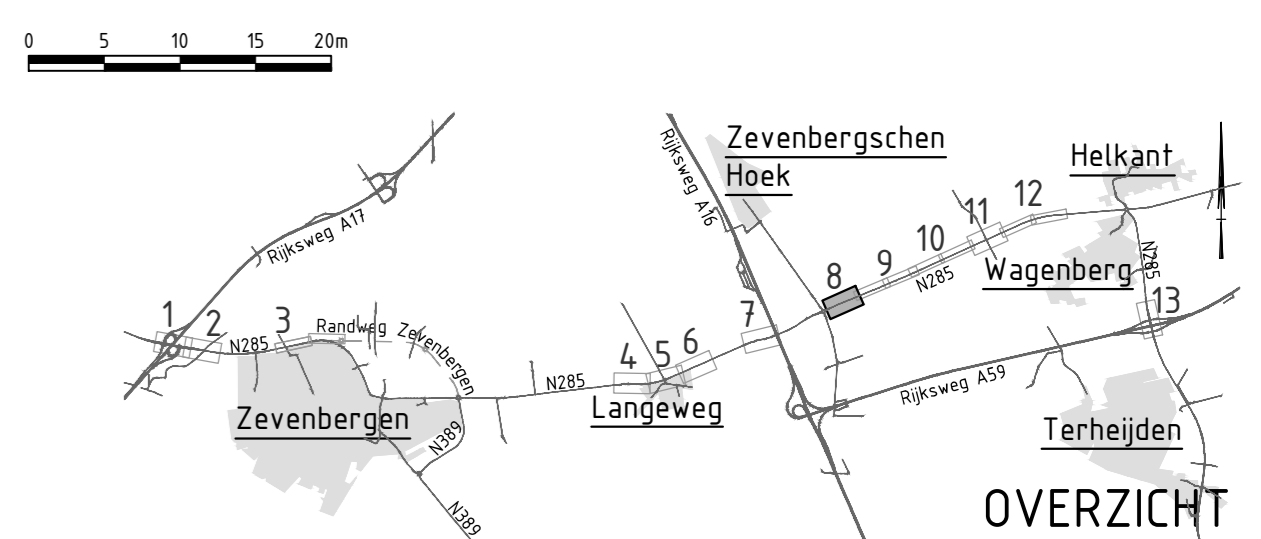 0 5 10 15 20m
Zevenbergschen
Hoek
Helkant
Rijksweg A16
Rijksweg A17
12
11
10
9
8
N285
Wagenberg
N285
13
1
2
3
N285
Randweg Zevenbergen
7
6
5
4
N285
Rijksweg A59
Langeweg
Zevenbergen
N389
N389
Terheijden
OVERZICHT